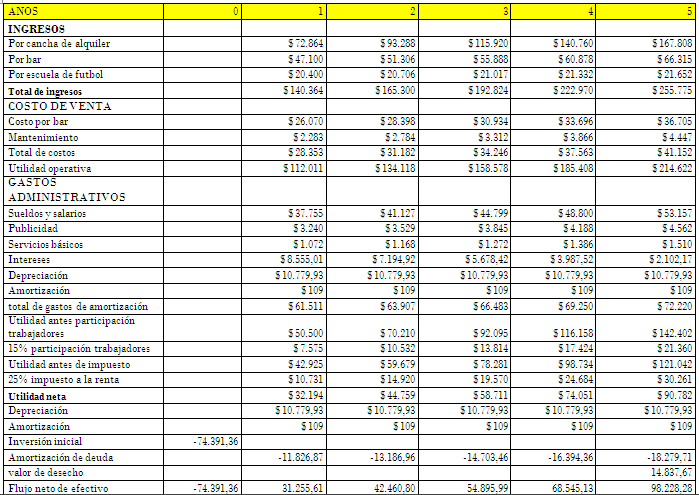 AÑOS 0 1 2 3 4 5
INGRESOS
Por cancha de alquiler $ 72.864 $ 93.288 $ 115.920 $ 140.760 $ 167.808
Por bar $ 47.100 $ 51.306 $ 55.888 $ 60.878 $ 66.315
Por escuela de futbol $ 20.400 $ 20.706 $ 21.017 $ 21.332 $ 21.652
Total de ingresos $ 140.364 $ 165.300 $ 192.824 $ 222.970 $ 255.775
COSTO DE VENTA
Costo por bar $ 26.070 $ 28.398 $ 30.934 $ 33.696 $ 36.705
Mantenimiento $ 2.283 $ 2.784 $ 3.312 $ 3.866 $ 4.447
Total de costos $ 28.353 $ 31.182 $ 34.246 $ 37.563 $ 41.152
Utilidad operativa $ 112.011 $ 134.118 $ 158.578 $ 185.408 $ 214.622
GASTOS
ADMINISTRATIVOS
Sueldos y salarios $ 37.755 $ 41.127 $ 44.799 $ 48.800 $ 53.157
Publicidad $ 3.240 $ 3.529 $ 3.845 $ 4.188 $ 4.562
Servicios básicos $ 1.072 $ 1.168 $ 1.272 $ 1.386 $ 1.510
Intereses $ 8.555,01 $ 7.194,92 $ 5.678,42 $ 3.987,52 $ 2.102,17
Depreciación $ 10.779,93 $ 10.779,93 $ 10.779,93 $ 10.779,93 $ 10.779,93
Amortización $ 109 $ 109 $ 109 $ 109 $ 109
total de gastos de amortización $ 61.511 $ 63.907 $ 66.483 $ 69.250 $ 72.220
Utilidad antes participación
trabajadores $ 50.500 $ 70.210 $ 92.095 $ 116.158 $ 142.402
15% participación trabajadores $ 7.575 $ 10.532 $ 13.814 $ 17.424 $ 21.360
Utilidad antes de impuesto $ 42.925 $ 59.679 $ 78.281 $ 98.734 $ 121.042
25% impuesto a la renta $ 10.731 $ 14.920 $ 19.570 $ 24.684 $ 30.261
Utilidad neta $ 32.194 $ 44.759 $ 58.711 $ 74.051 $ 90.782
Depreciación $ 10.779,93 $ 10.779,93 $ 10.779,93 $ 10.779,93 $ 10.779,93
Amortización $ 109 $ 109 $ 109 $ 109 $ 109
Inversión inicial -74.391,36
Amortización de deuda -11.826,87 -13.186,96 -14.703,46 -16.394,36 -18.279,71
valor de desecho 14.837,67
Flujo neto de efectivo -74.391,36 31.255,61 42.460,80 54.895,99 68.545,13 98.228,28